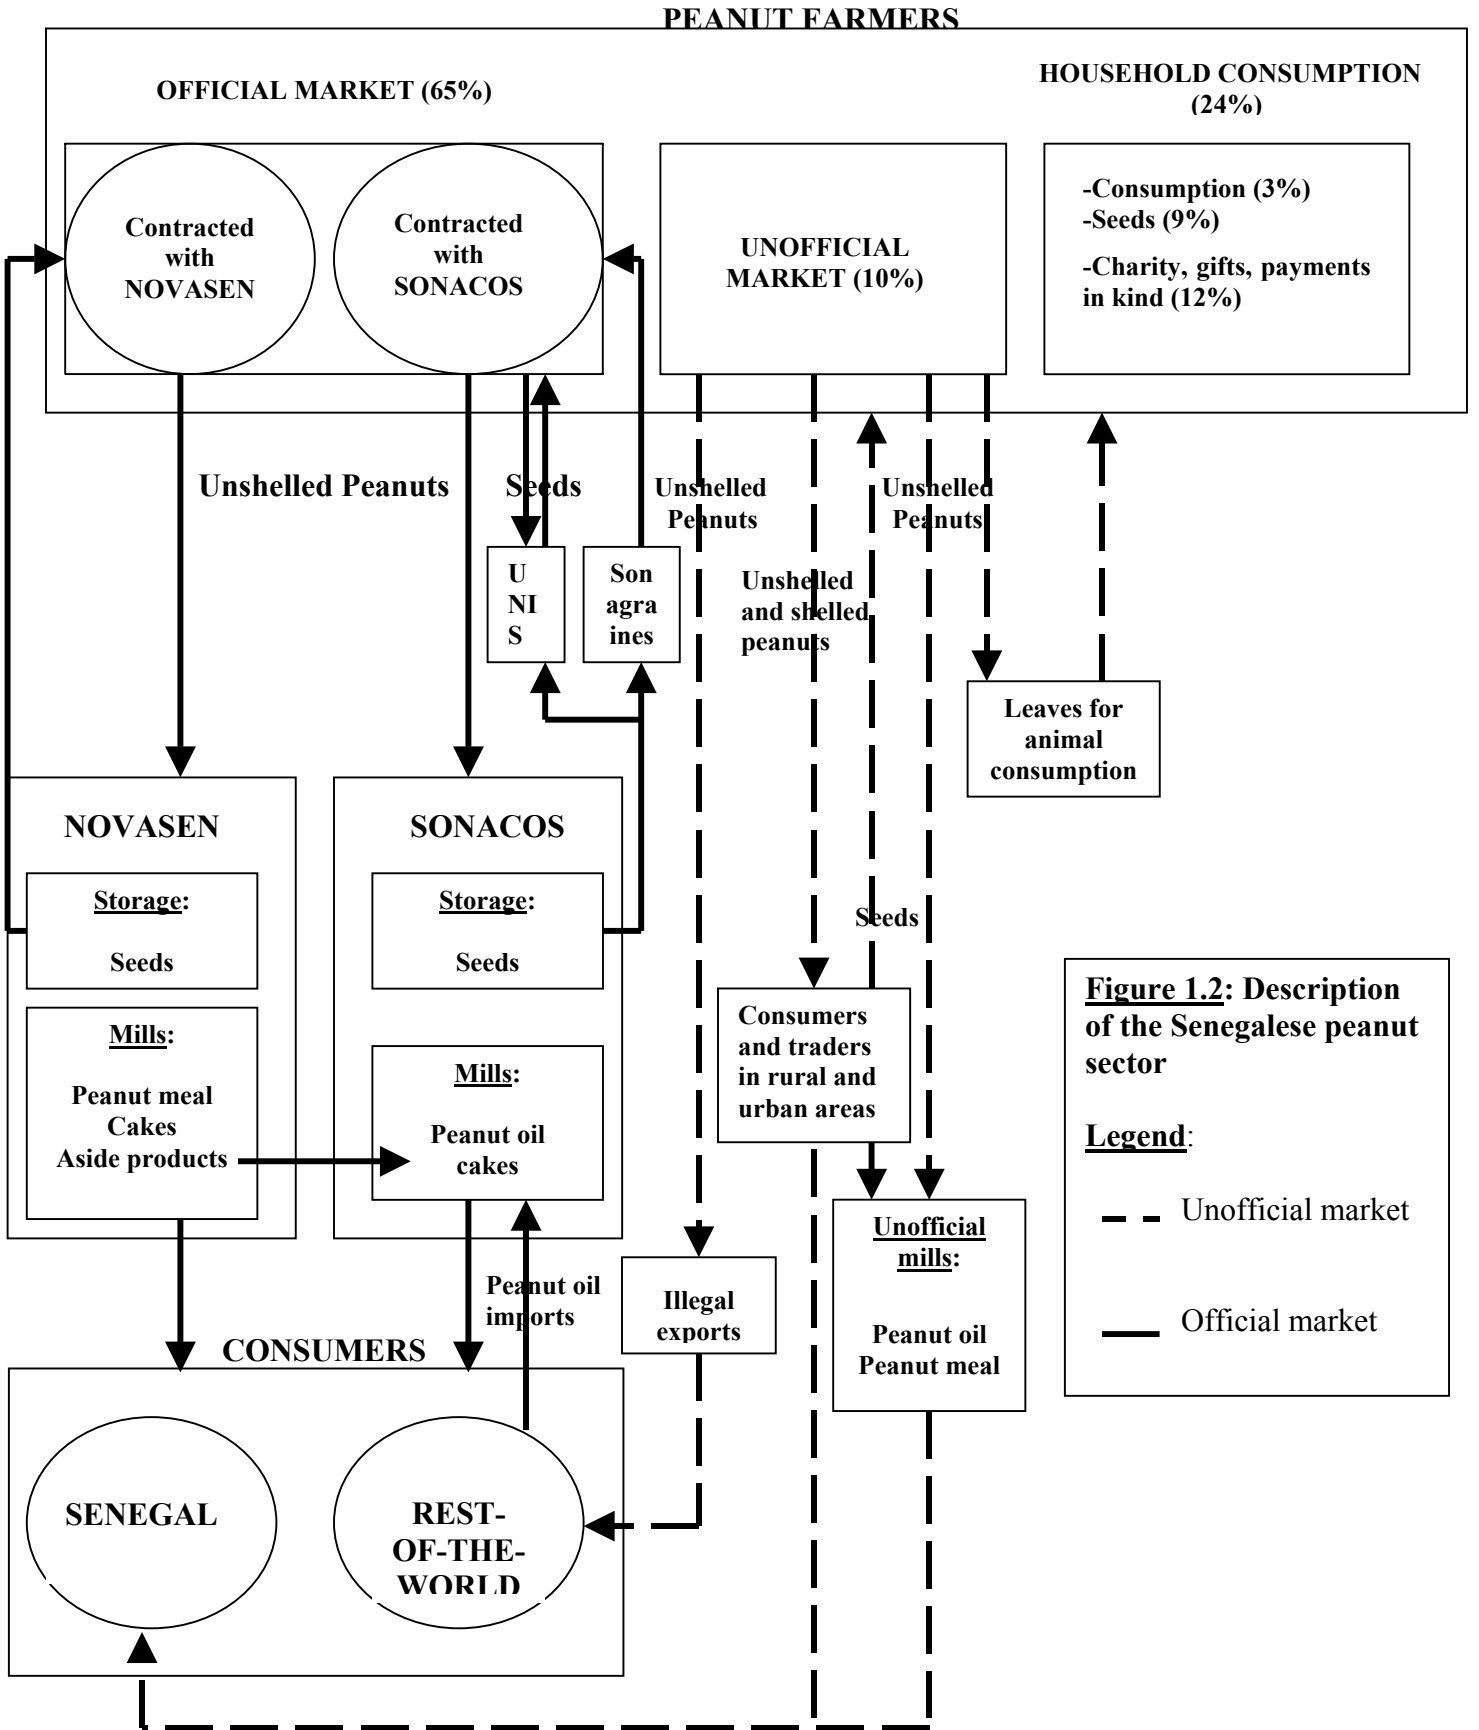 PEANUT FARMERS
OFFICIAL MARKET (65%)
HOUSEHOLD CONSUMPTION
(24%)
Contracted
with
NOVASEN
Contracted
with
SONACOS
UNOFFICIAL
MARKET (10%)
-Consumption (3%)
-Seeds (9%)
-Charity, gifts, payments
in kind (12%)
Unshelled Peanuts
Seeds
Unshelled
Peanuts
Unshelled
Peanuts
U
NI
S
Son
agra
ines
Unshelled
and shelled
peanuts
Leaves for
animal
consumption
NOVASEN
Storage:
Seeds
Mills:
Peanut meal
Cakes
Aside products
SONACOS
Storage:
Seeds
Mills:
Peanut oil
cakes
Seeds
Consumers
and traders
in rural and
urban areas
Peanut oil
imports
Illegal
exports
Unofficial
mills:
Peanut oil
Peanut meal
CONSUMERS
SENEGAL
REST-
OF-THE-
WORLD
Figure 1.2: Description
of the Senegalese peanut
sector
Legend:
Unofficial market
Official market